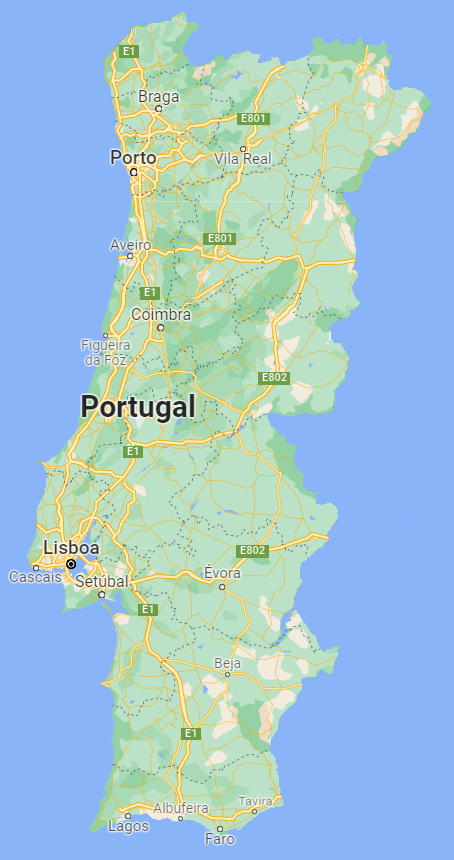 E1
Braga
E801
Porto
Vila Real
E801
Aveiro
E1
Coimbra
Figueira
da Foz
E802
Portugal
E1
Lisboa
E802
Cascais
Setúbal
Évora
E1
Beja
E1
Tavira
Albufeira
Lagos
Faro